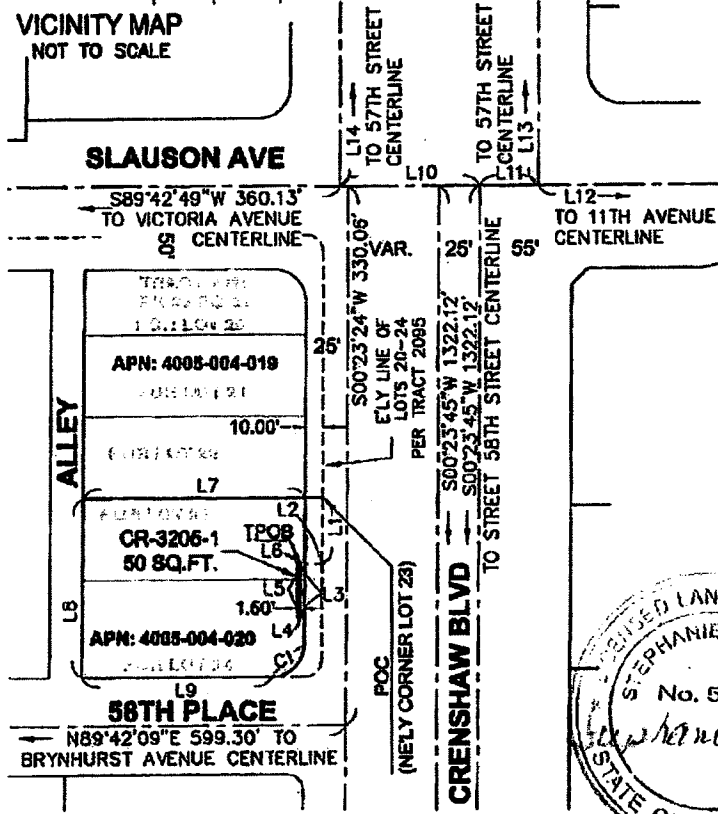 VICINITY MAP
NOT TO SCALE
L14
TO 57TH STREET
CENTERLINE
TO 57TH STREET
CENTERLINE
L13
SLAUSON AVE
L10
L11
S89°42'49"W 360.13'
TO VICTORIA AVENUE
CENTERLINE
L12
TO 11TH AVENUE
CENTERLINE
50'
S00°23'24"W 330.06'
VAR.
25'
55'
APN: 4005-004-019
25'
E'LY LINE OF
LOTS 20-24
PER TRACT 2095
S00°23'45"W 1322.12'
S00°23'45"W 1322.12'
TO STREET 58TH STREET CENTERLINE
10.00'
ALLEY
L7
L2
L1
CR-3206-1
50 SQ.FT.
TPOB
L6
L5
L3
1.60'
L8
L4
APN: 4005-004-020
C1
L9
POC
(NE'LY CORNER LOT 23)
CRENSHAW BLVD
58TH PLACE
N89°42'09"E 599.30' TO
BRYNHURST AVENUE CENTERLINE
LAN
STEPHANIE
No. 5
STATE O